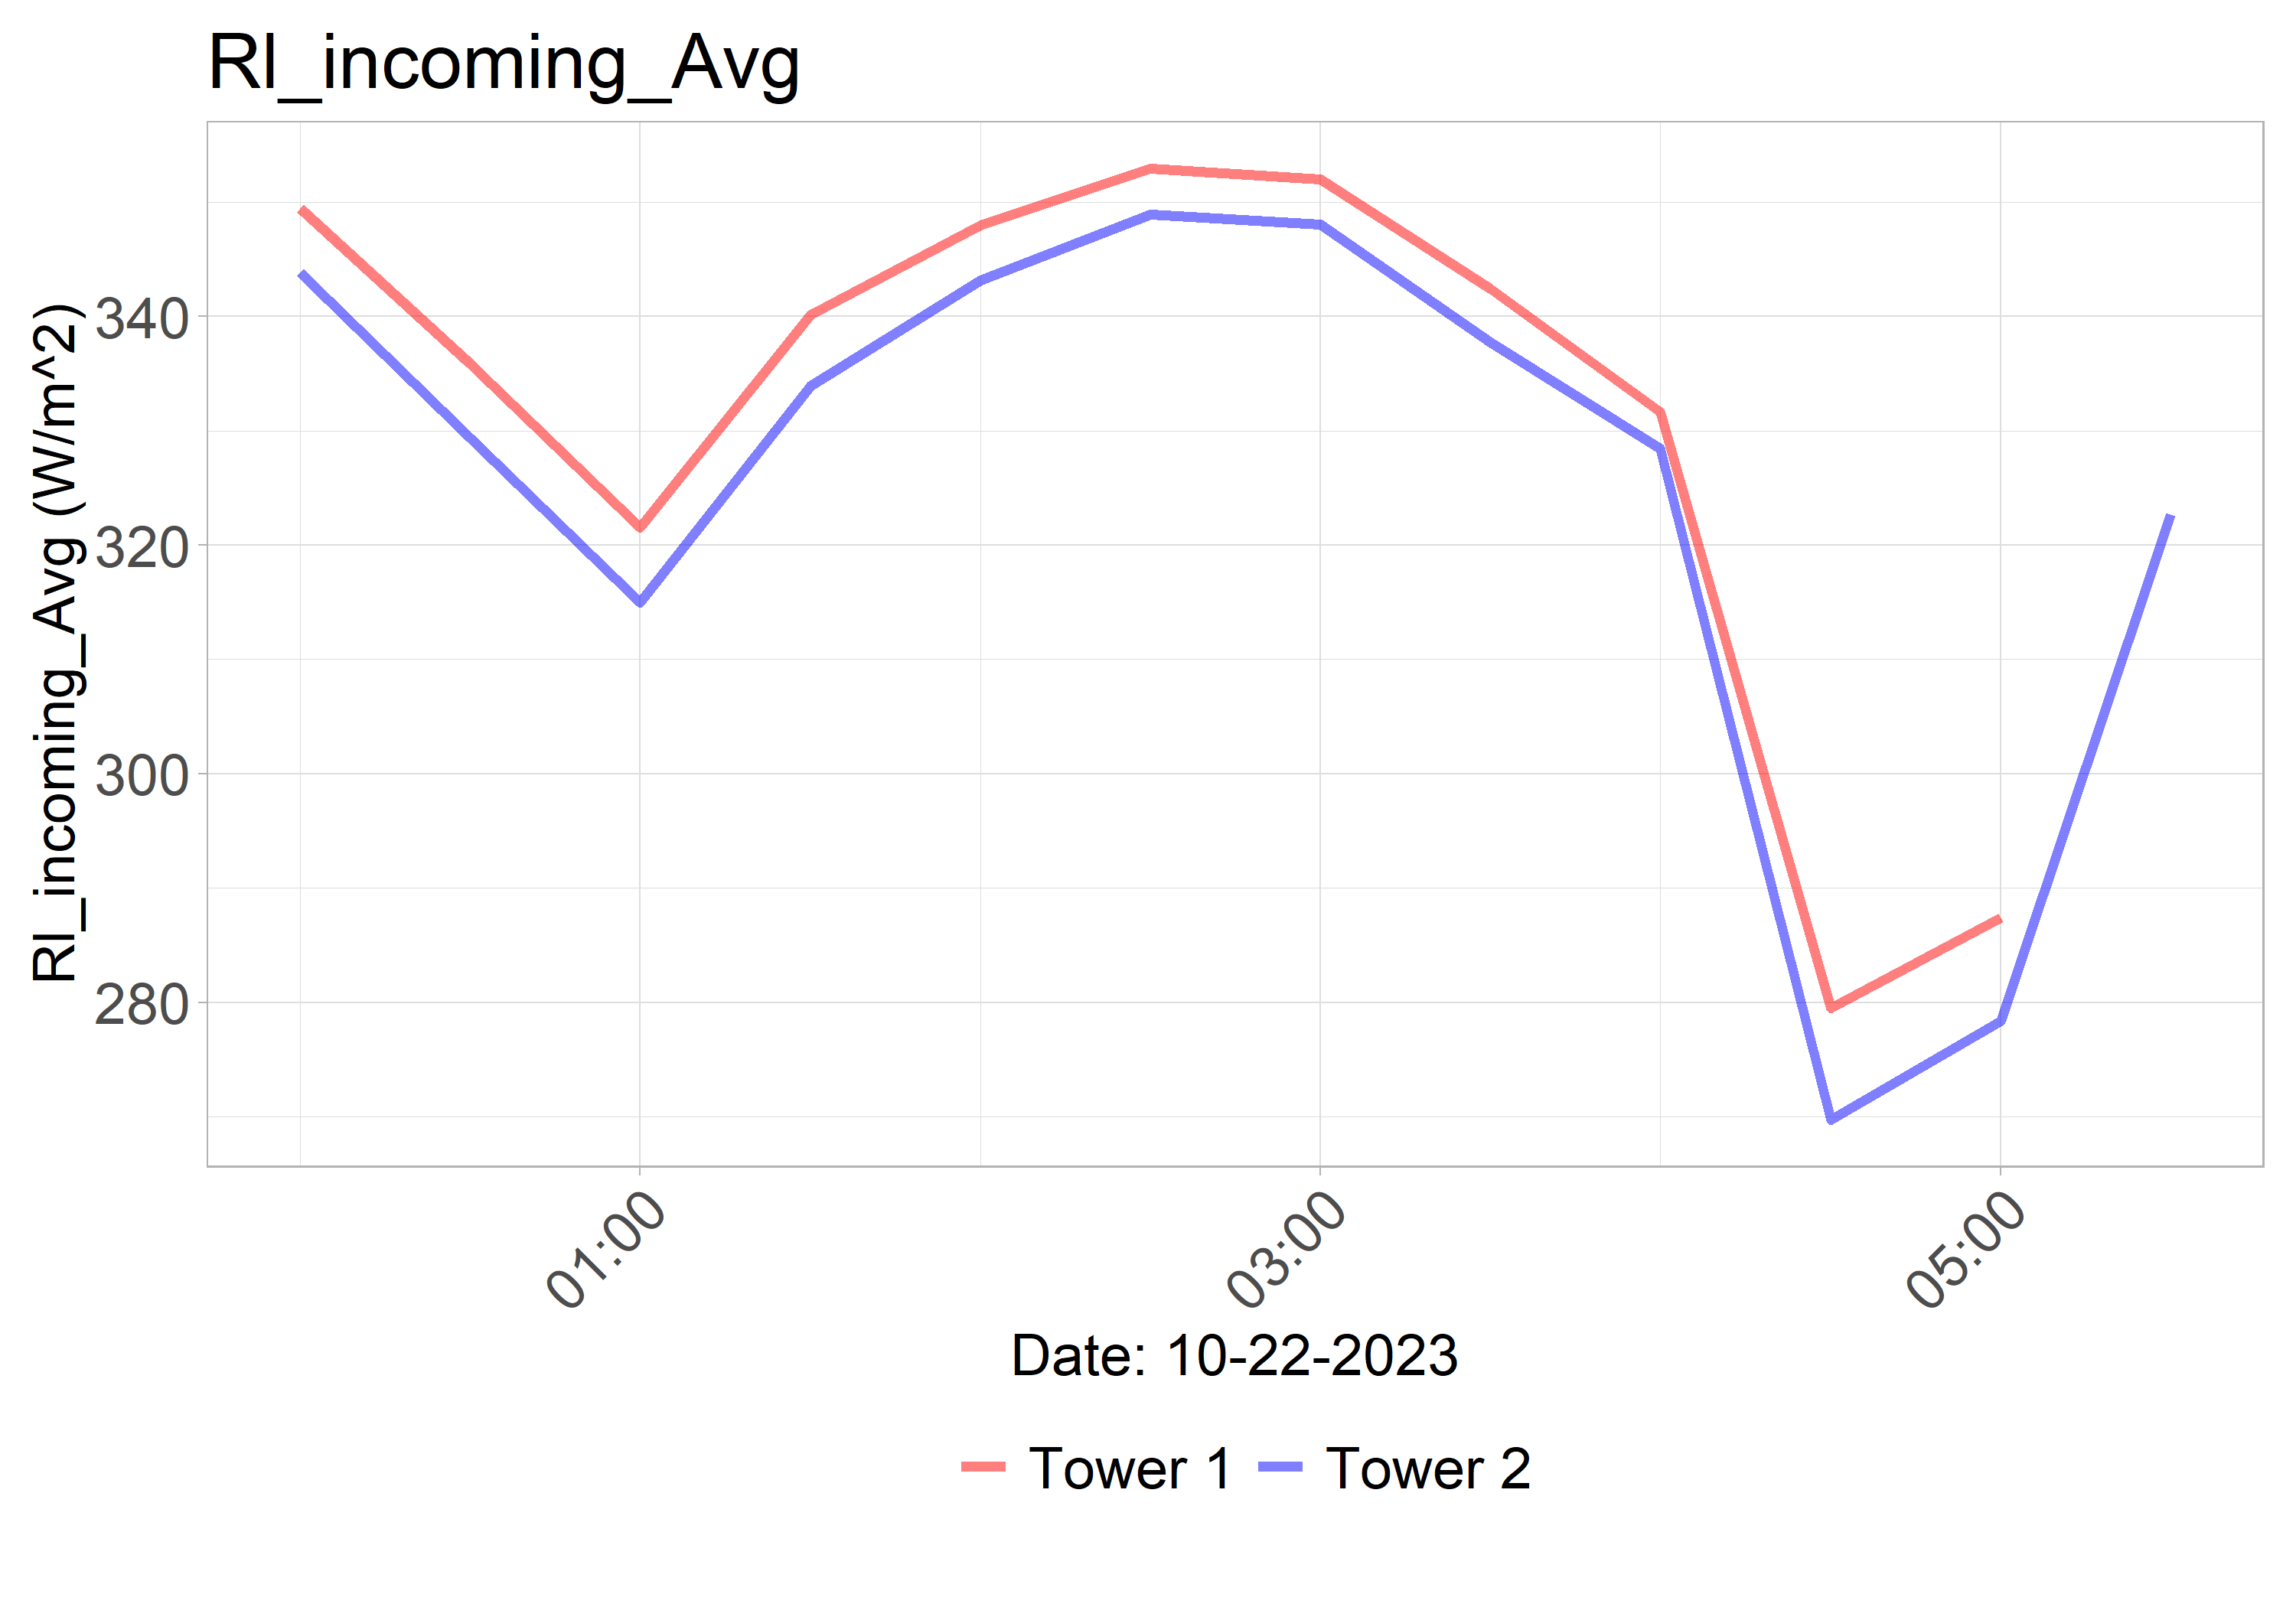 Rl_incoming_Avg
Rl_incoming_Avg (W/m^2)
340
320
300
280
01:00
03:00
05:00
Date: 10-22-2023
Tower 1
Tower 2